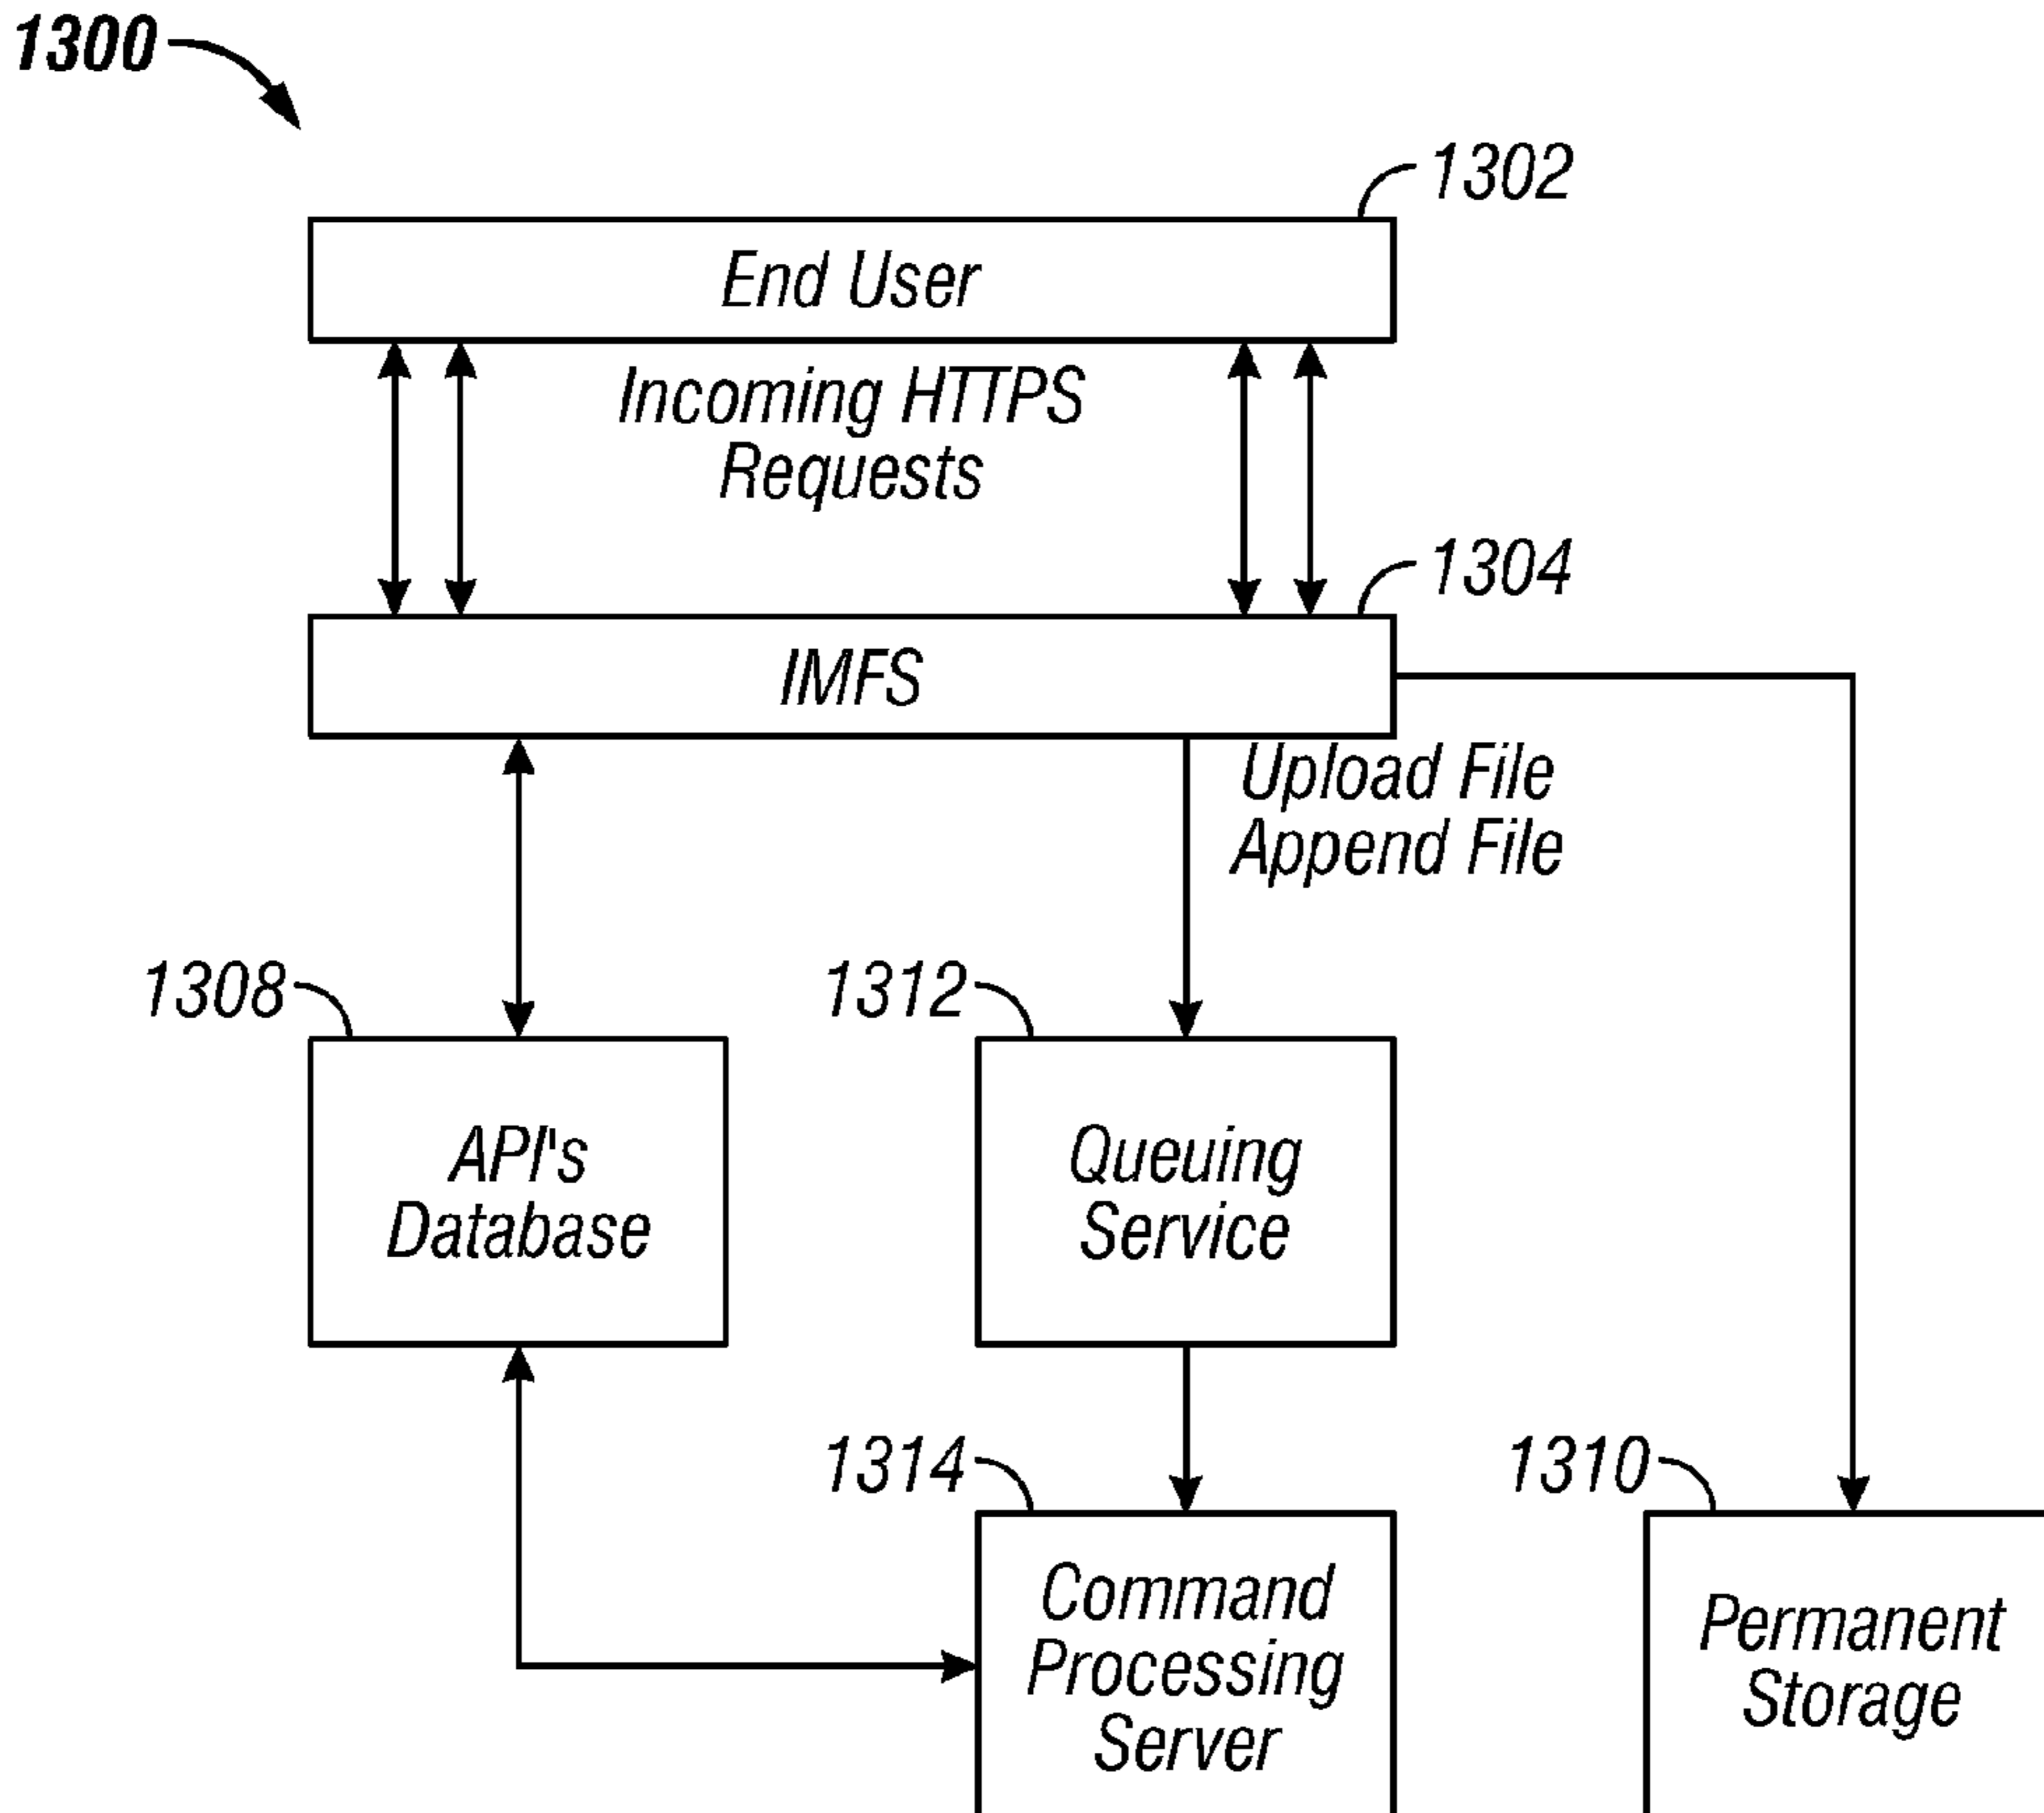 1300
1302
End User
Incoming HTTPS
Requests
1304
IMFS
Upload File
Append File
1308
1312
API's
Database
Queuing
Service
1314
1310
Command
Processing
Server
Permanent
Storage